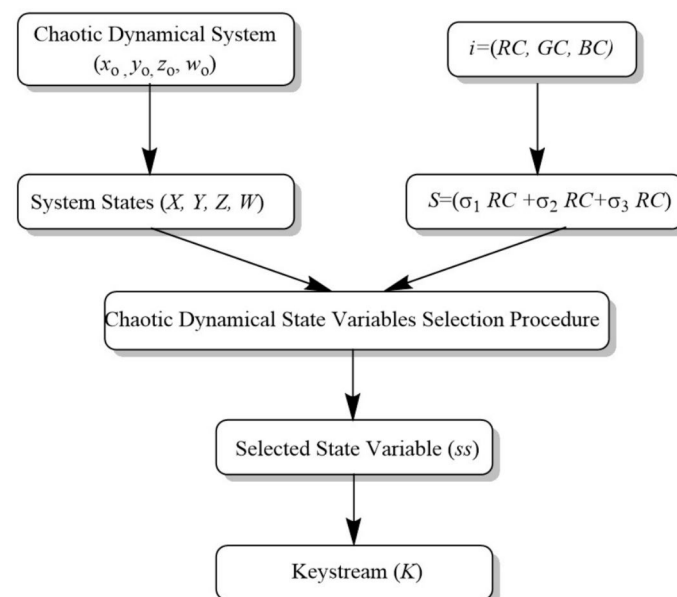 Chaotic Dynamical System
(x₀, y₀, z₀, w₀)
i=(RC, GC, BC)
System States (X, Y, Z, W)
S=(σ₁ RC +σ₂ RC+σ₃ RC)
Chaotic Dynamical State Variables Selection Procedure
Selected State Variable (ss)
Keystream (K)